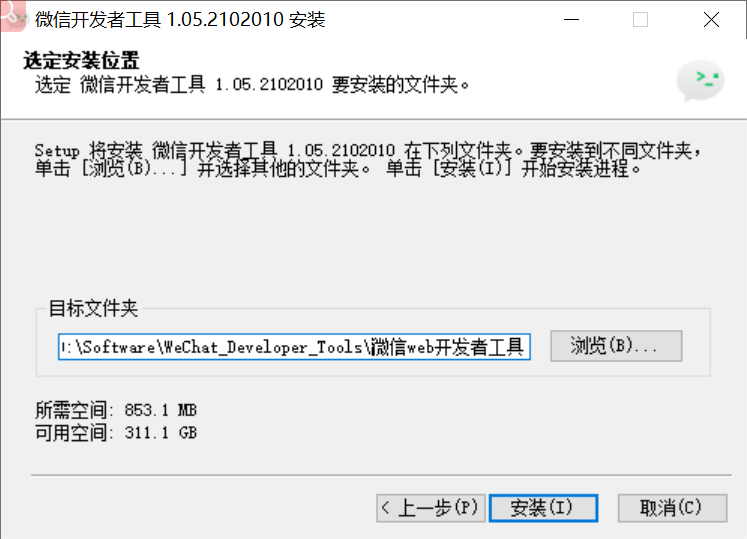 微信开发者工具 1.05.2102010 安装
选定安装位置
选定 微信开发者工具 1.05.2102010 要安装的文件夹。
Setup 将安装 微信开发者工具 1.05.2102010 在下列文件夹。要安装到不同文件夹，
单击 [浏览(B)...] 并选择其他的文件夹。 单击 [安装(I)] 开始安装进程。
目标文件夹
:\Software\WeChat_Developer_Tools\微信web开发者工具
浏览(B)...
所需空间: 853.1 MB
可用空间: 311.1 GB
< 上一步(P)
安装(I)
取消(C)